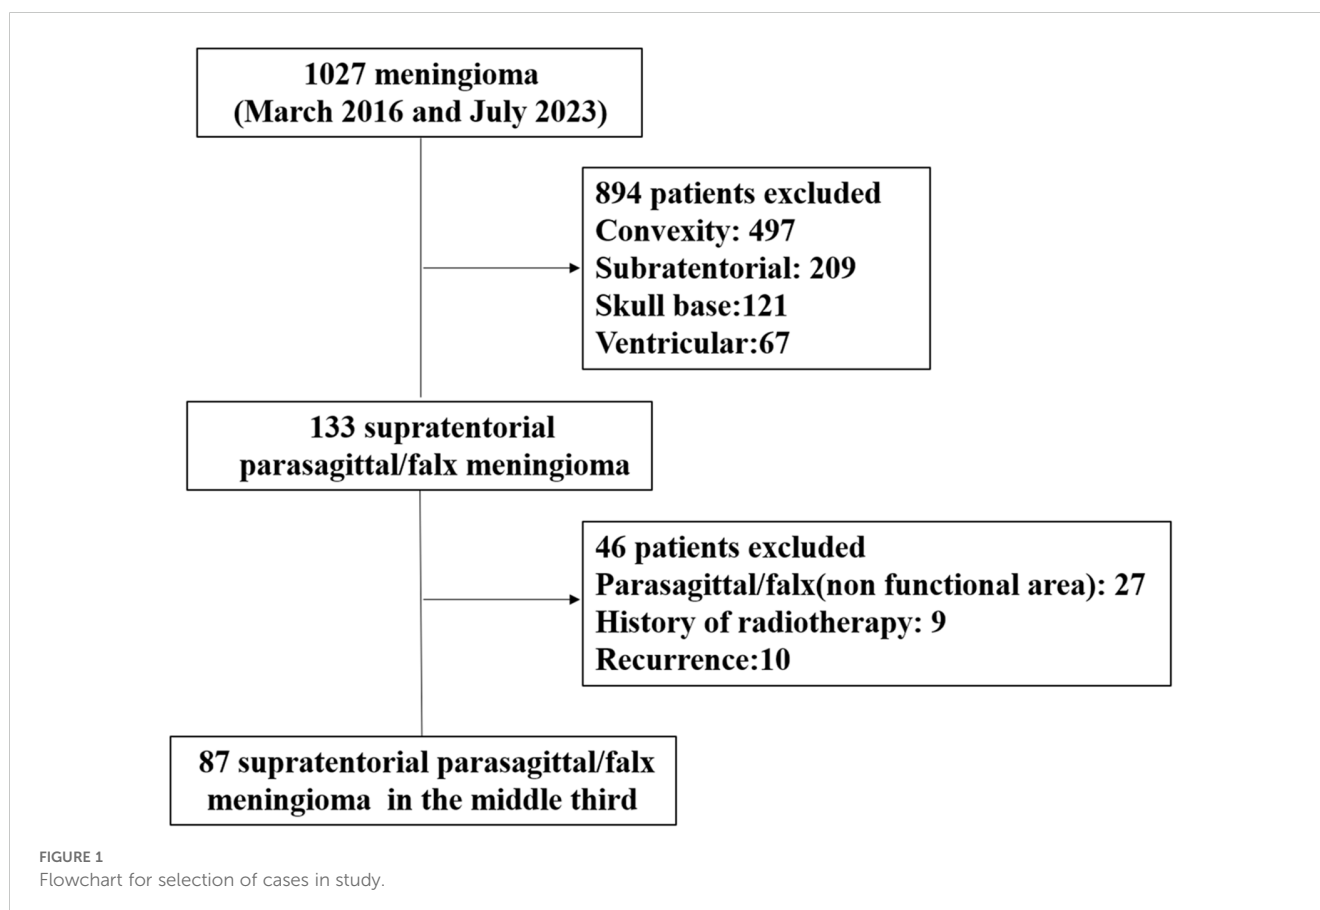 1027 meningioma
(March 2016 and July 2023)
894 patients excluded
Convexity: 497
Subratentorial: 209
Skull base:121
Ventricular:67
133 supratentorial
parasagittal/falx meningioma
46 patients excluded
Parasagittal/falx(non functional area): 27
History of radiotherapy: 9
Recurrence:10
87 supratentorial parasagittal/falx
meningioma in the middle third
FIGURE 1
Flowchart for selection of cases in study.